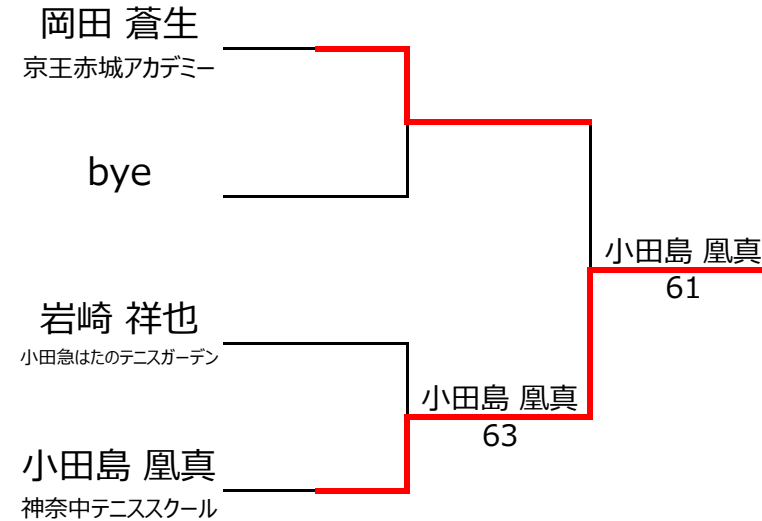 岡田 蒼生
京王赤城アカデミー
bye
小田島 凰真
61
岩崎 祥也
小田急はたのテニスガーデン
小田島 凰真
63
小田島 凰真
神奈中テニススクール